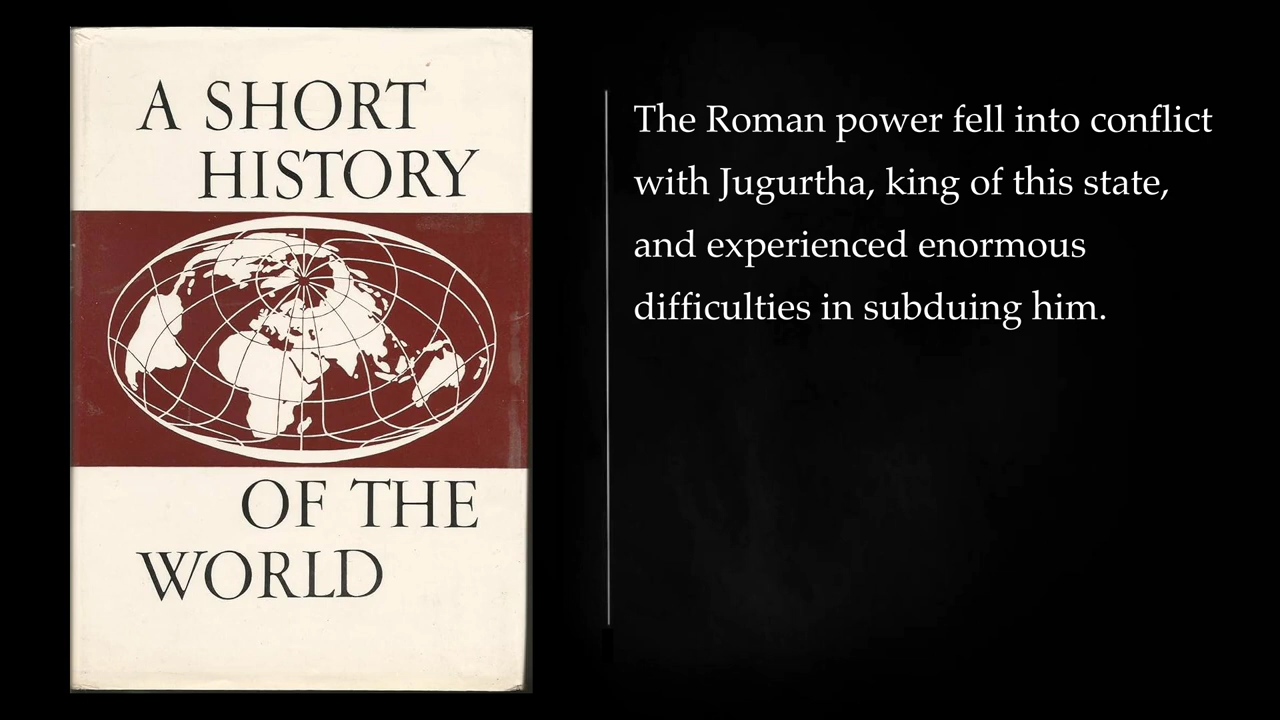 A SHORT
HISTORY
OF THE
WORLD
The Roman power fell into conflict
with Jugurtha, king of this state,
and experienced enormous
difficulties in subduing him.